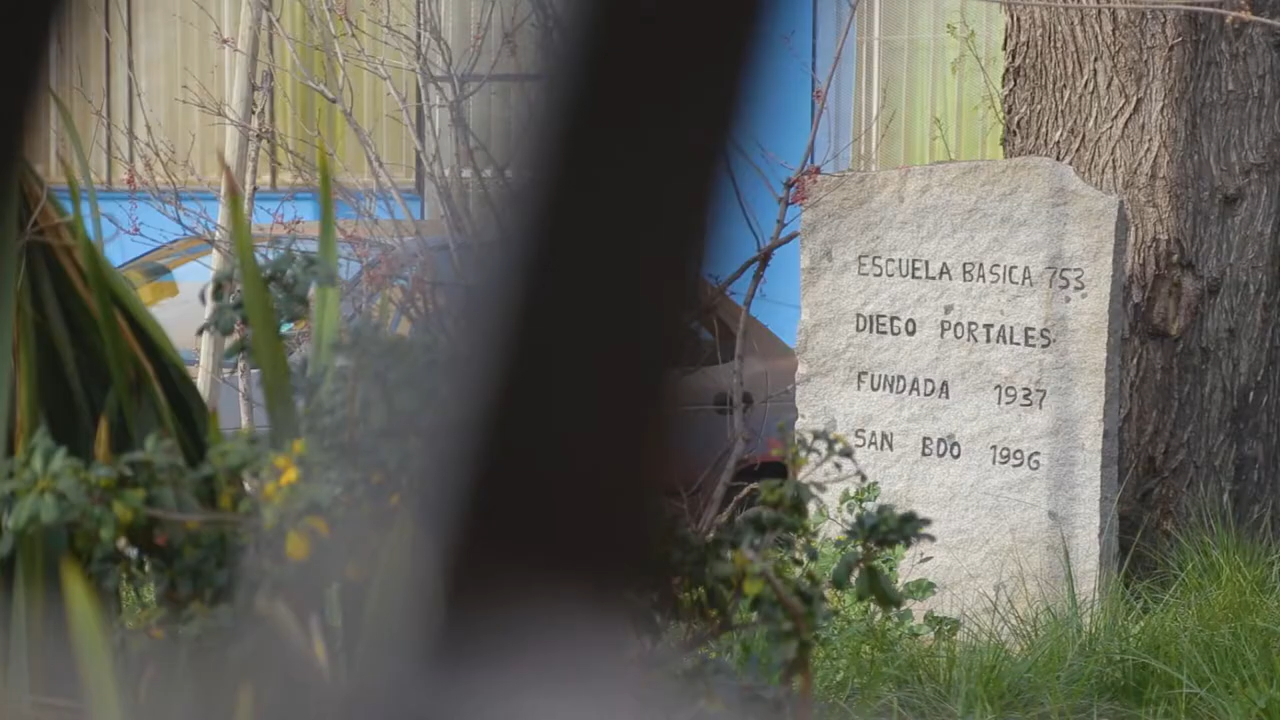 ESCUELA BASICA 753
DIEGO PORTALES
FUNDADA 1937
SAN BDO 1996